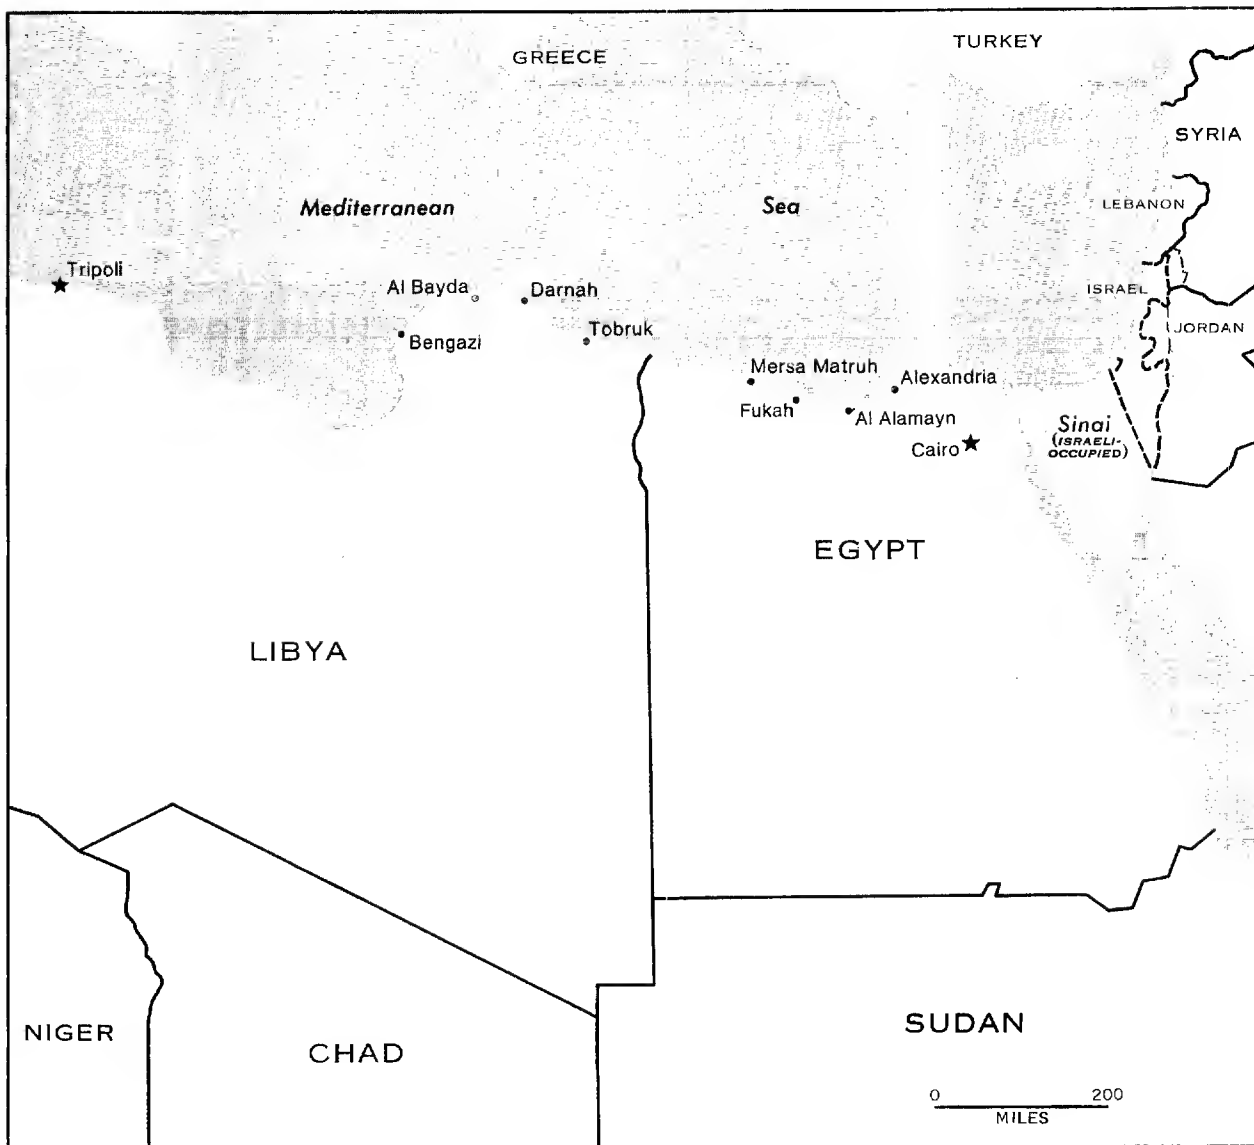 GREECE
TURKEY
SYRIA
Mediterranean
Sea
LEBANON
Tripoli
Al Bayda
Darnah
ISRAEL
Bengazi
Tobruk
JORDAN
Mersa Matruh
Alexandria
Fukah
Al Alamayn
Cairo
Sinai
(ISRAELI-
OCCUPIED)
EGYPT
LIBYA
NIGER
CHAD
SUDAN
0 200
MILES